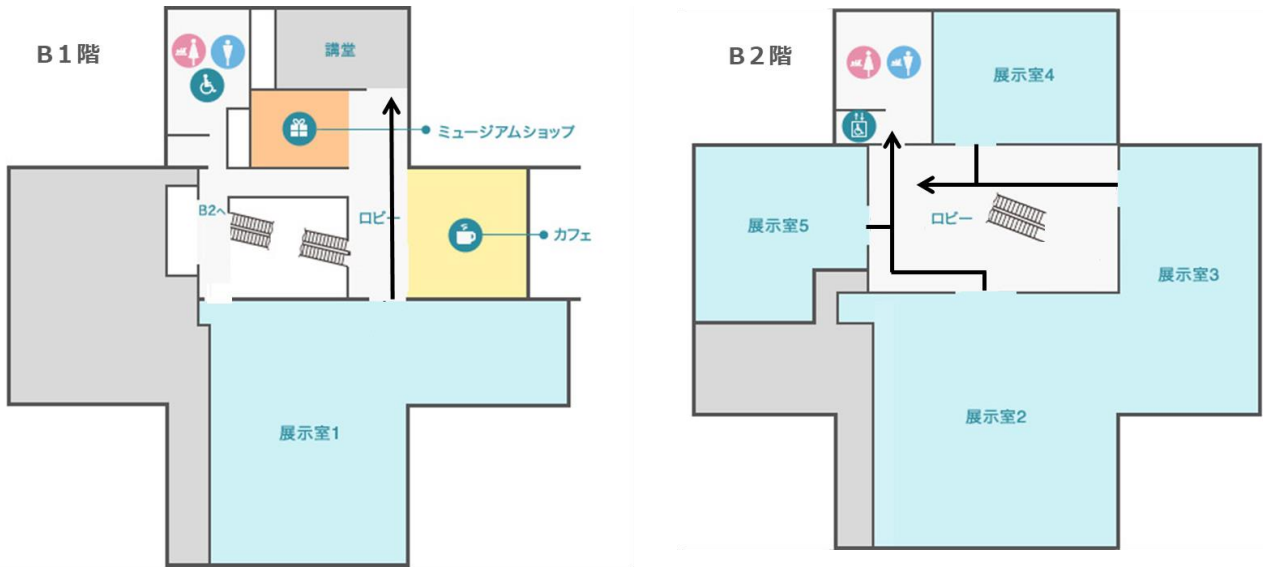 B1階
講堂
ミュージアムショップ
B2へ
ロビー
カフェ
展示室1
B2階
展示室4
展示室5
ロビー
展示室3
展示室2